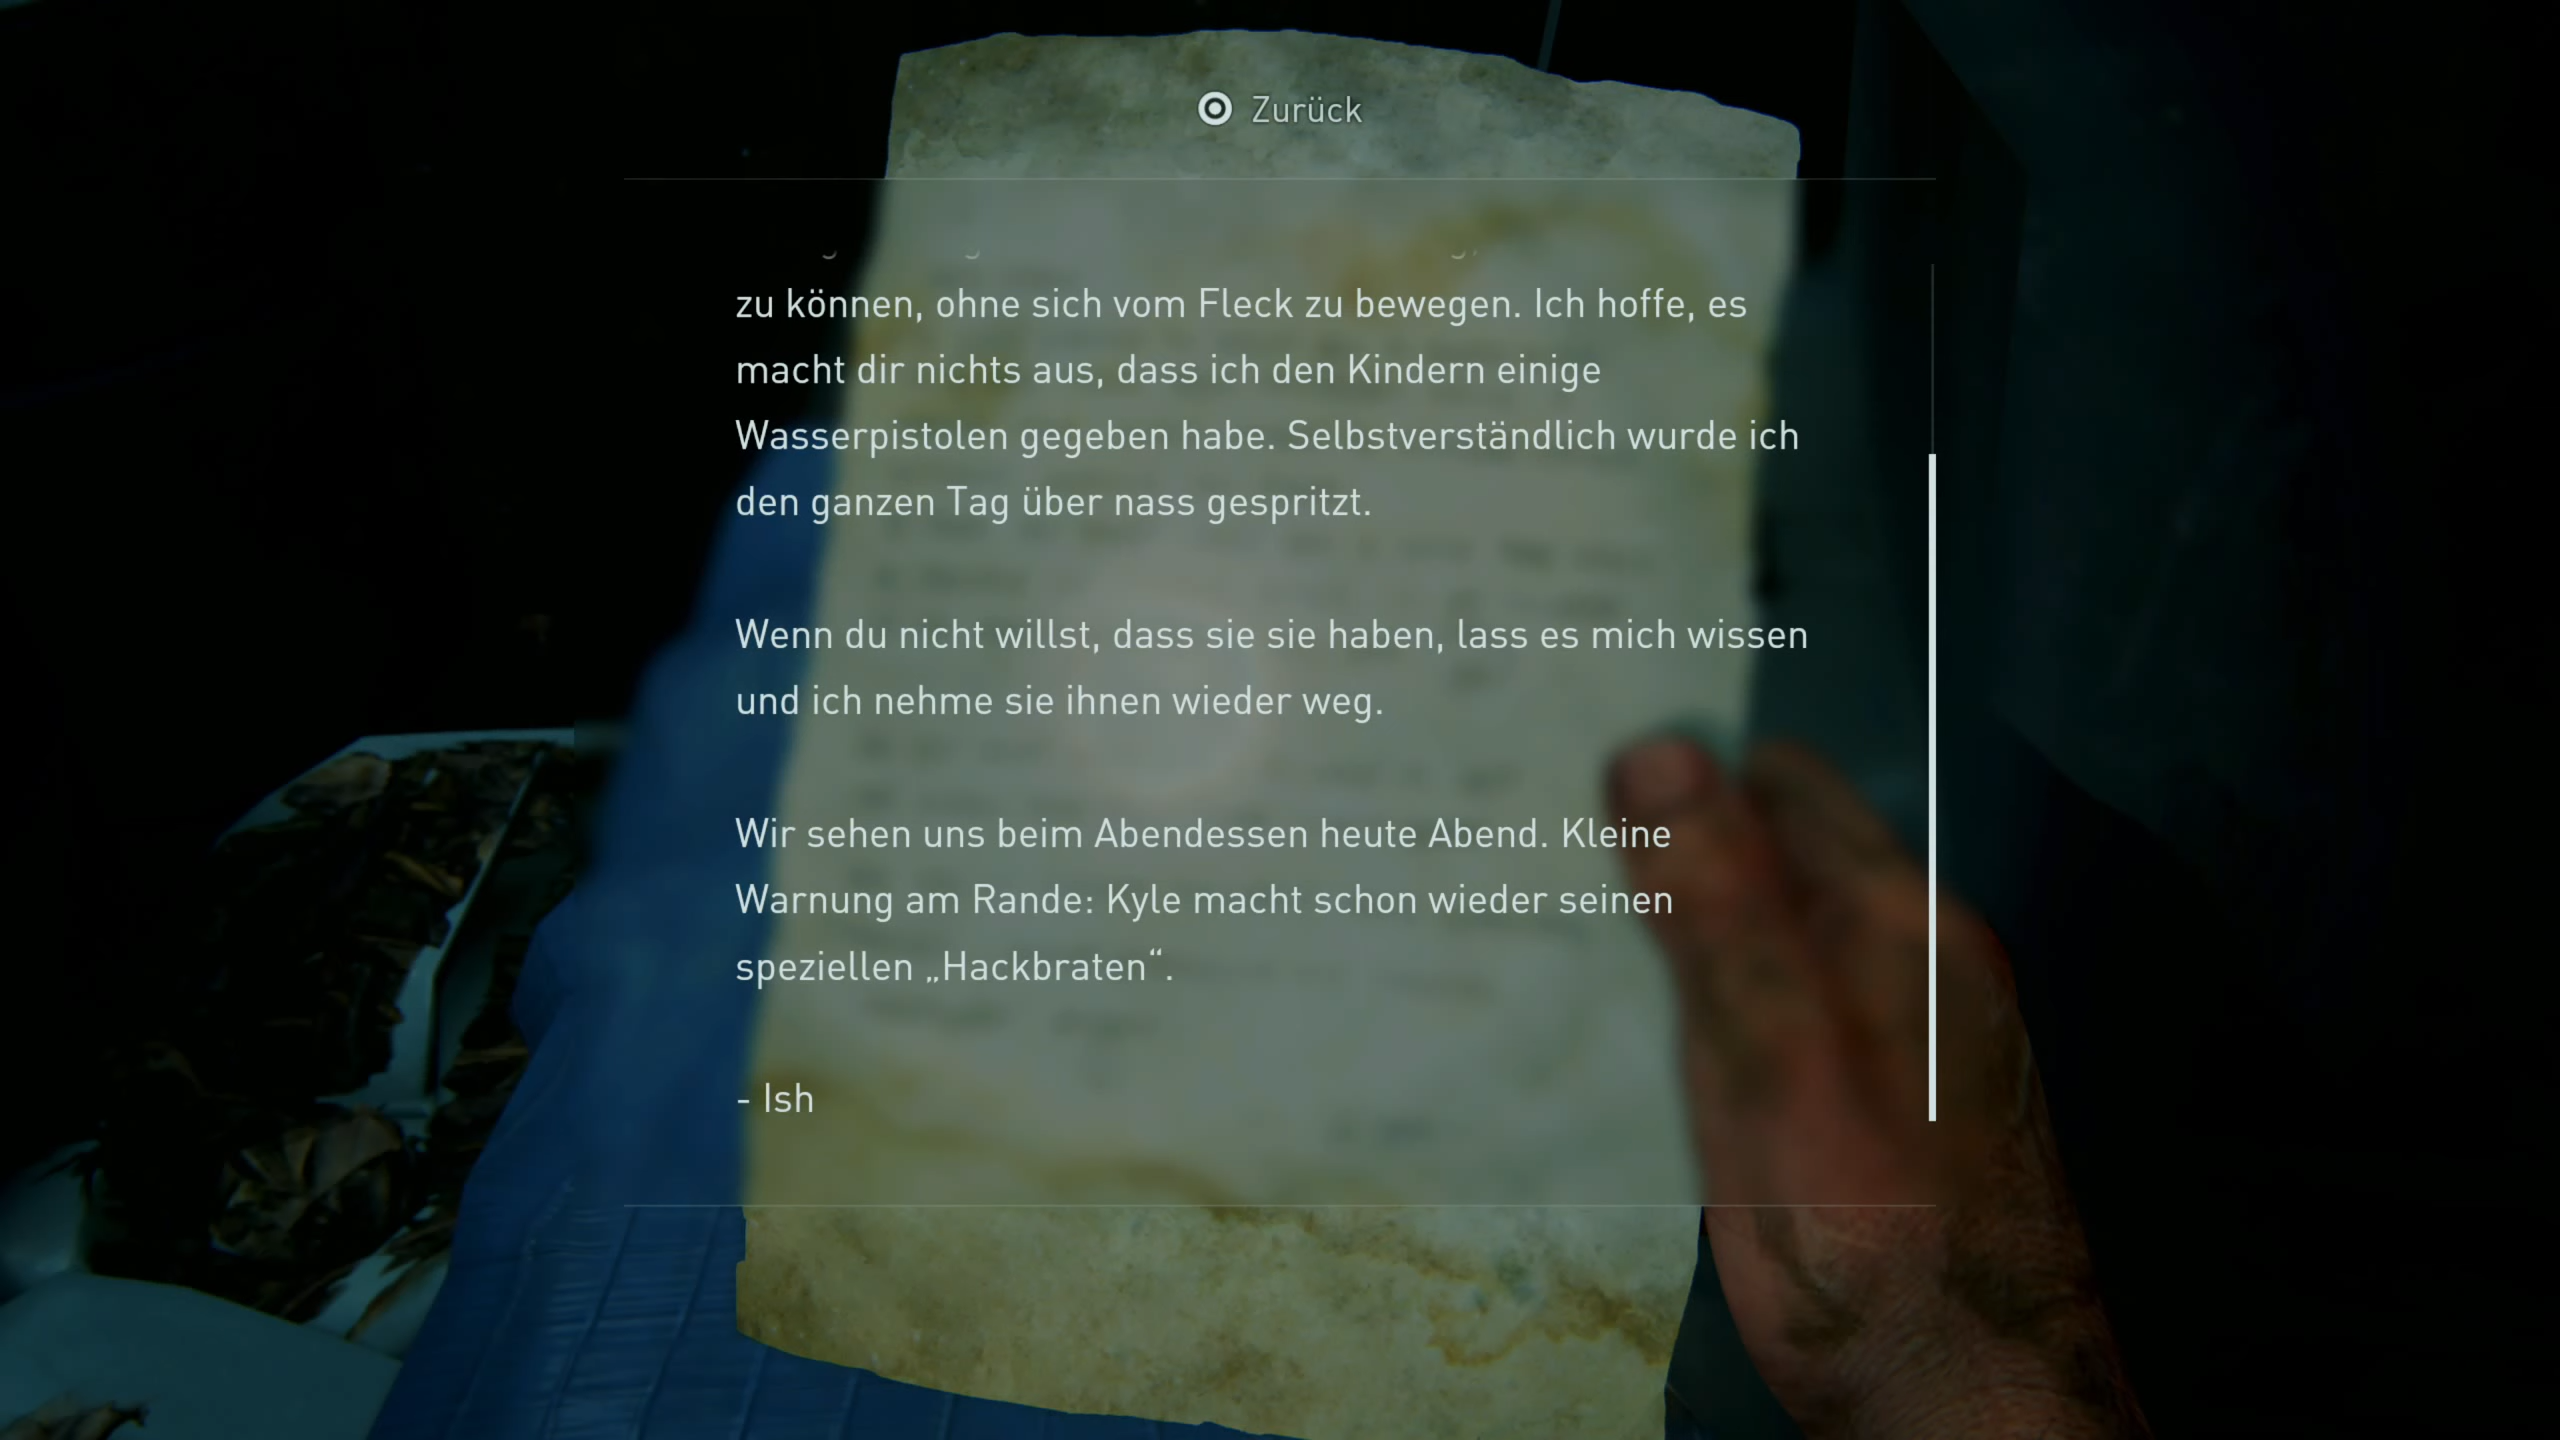 Zurück
zu können, ohne sich vom Fleck zu bewegen. Ich hoffe, es
macht dir nichts aus, dass ich den Kindern einige
Wasserpistolen gegeben habe. Selbstverständlich wurde ich
den ganzen Tag über nass gespritzt.
Wenn du nicht willst, dass sie sie haben, lass es mich wissen
und ich nehme sie ihnen wieder weg.
Wir sehen uns beim Abendessen heute Abend. Kleine
Warnung am Rande: Kyle macht schon wieder seinen
speziellen „Hackbraten“.
- Ish